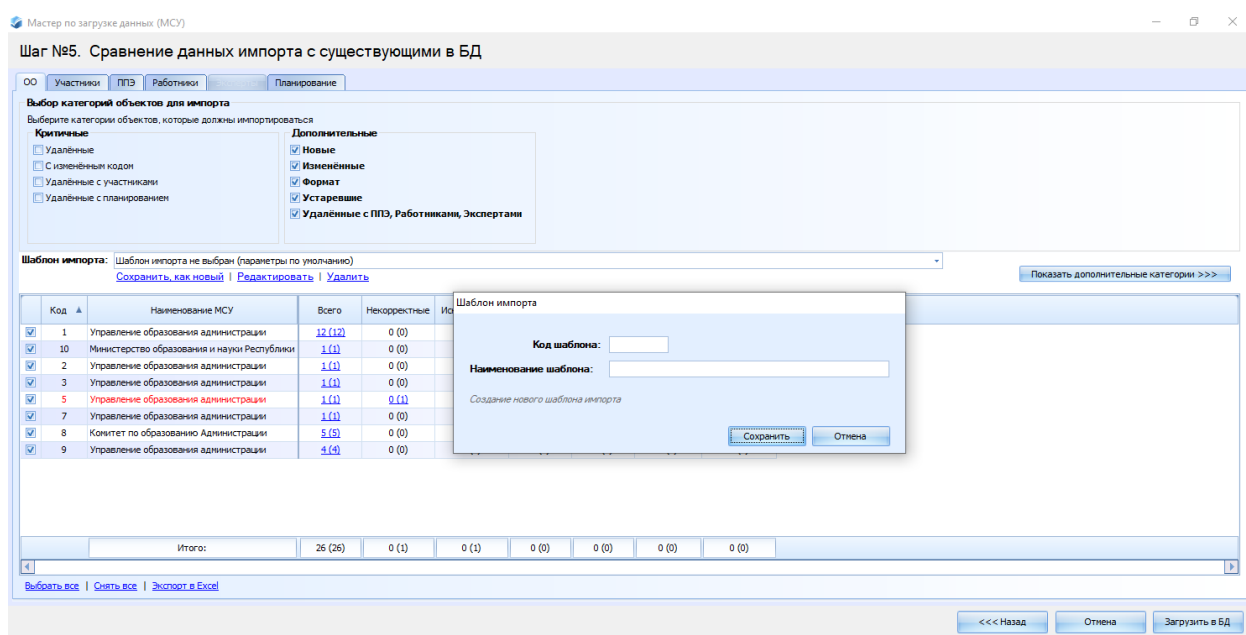 Мастер по загрузке данных (МСУ)
Шаг №5. Сравнение данных импорта с существующими в БД
ОО Участники ППЭ Работники Планирование
Выбор категорий объектов для импорта
Выберите категории объектов, которые должны импортироваться
Критичные Дополнительные
Удалённые Новые
С изменённым кодом Изменённые
Удалённые с участниками Формат
Удалённые с планированием Устаревшие
Удалённые с ППЭ, Работниками, Экспертами
Шаблон импорта: Шаблон импорта не выбран (параметры по умолчанию)
Сохранить, как новый | Редактировать | Удалить
Показать дополнительные категории >>>
Код Наименование МСУ Всего Некорректные
1 Управление образования администрации 12 (12) 0 (0)
10 Министерство образования и науки Республики 1 (1) 0 (0)
2 Управление образования администрации 1 (1) 0 (0)
3 Управление образования администрации 1 (1) 0 (0)
5 Управление образования администрации 1 (1) 0 (1)
7 Управление образования администрации 1 (1) 0 (0)
8 Комитет по образованию Администрации 5 (5) 0 (0)
9 Управление образования администрации 4 (4) 0 (0)
Шаблон импорта
Код шаблона:
Наименование шаблона:
Создание нового шаблона импорта
Сохранить Отмена
Итого: 26 (26) 0 (1) 0 (1) 0 (0) 0 (0) 0 (0) 0 (0)
Выбрать все | Снять все | Экспорт в Excel
<<< Назад Отмена Загрузить в БД